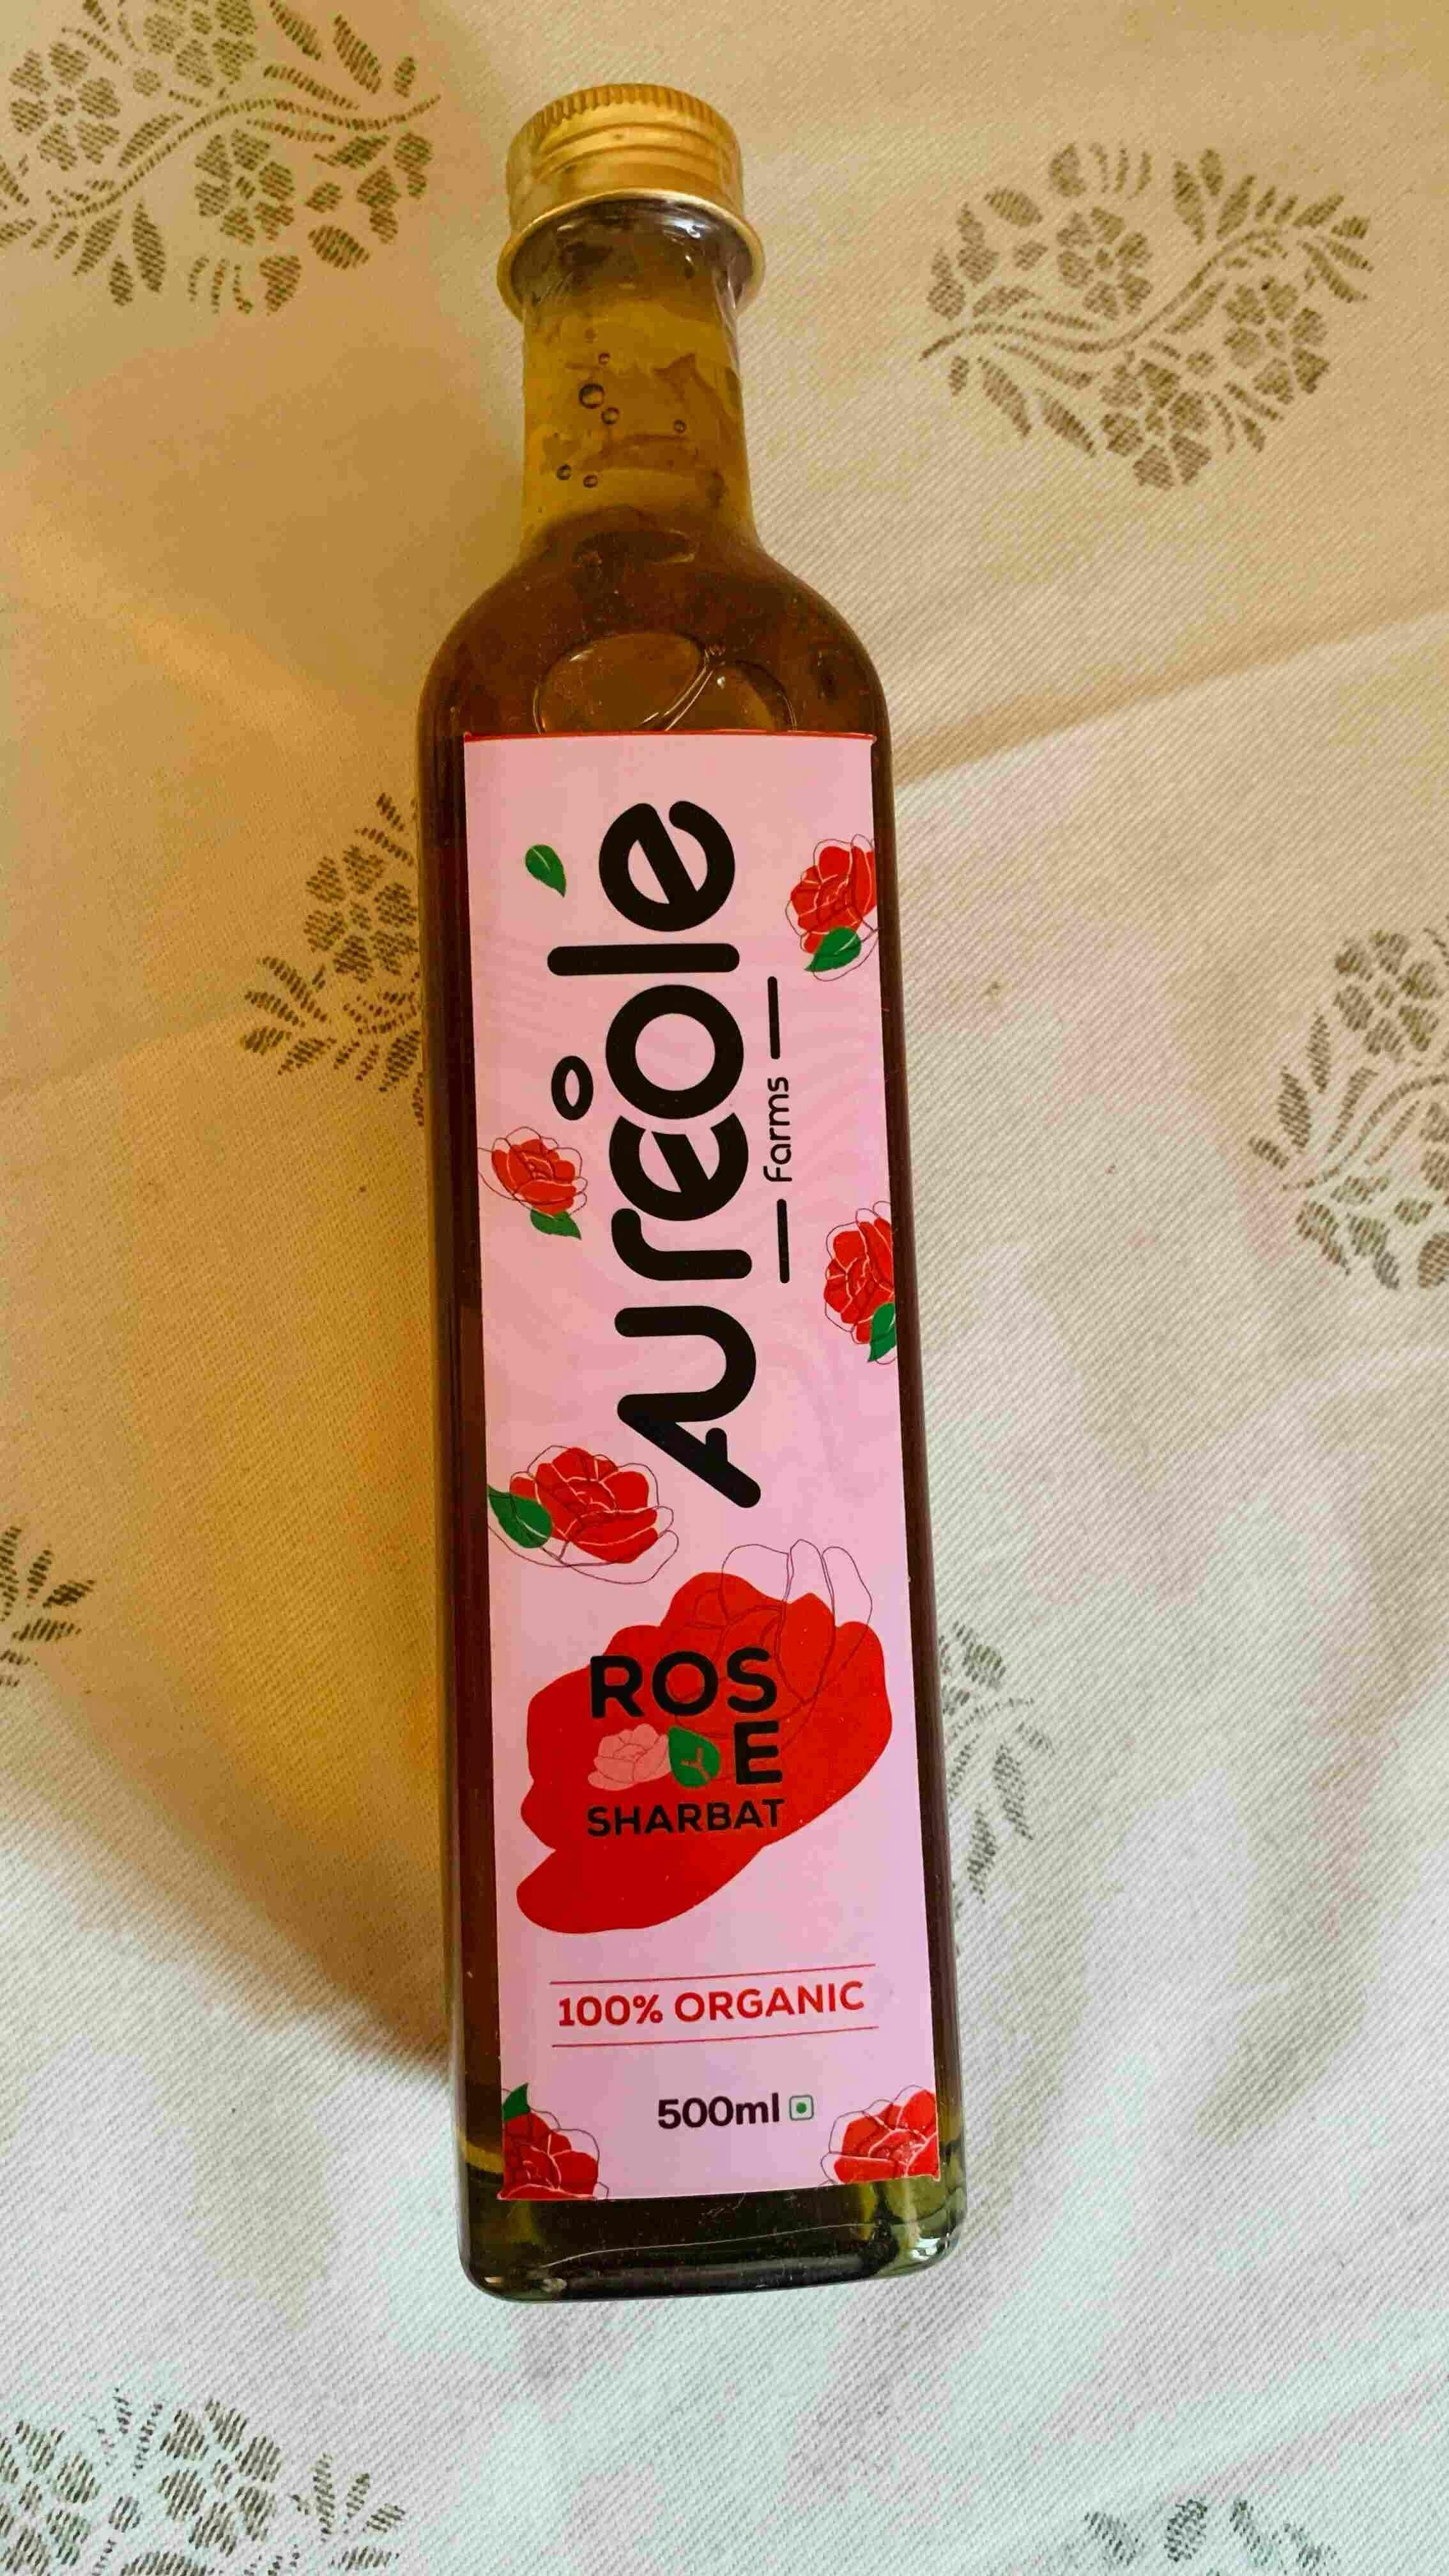 Aureole
farms
ROS
E
SHARBAT
100% ORGANIC
500ml